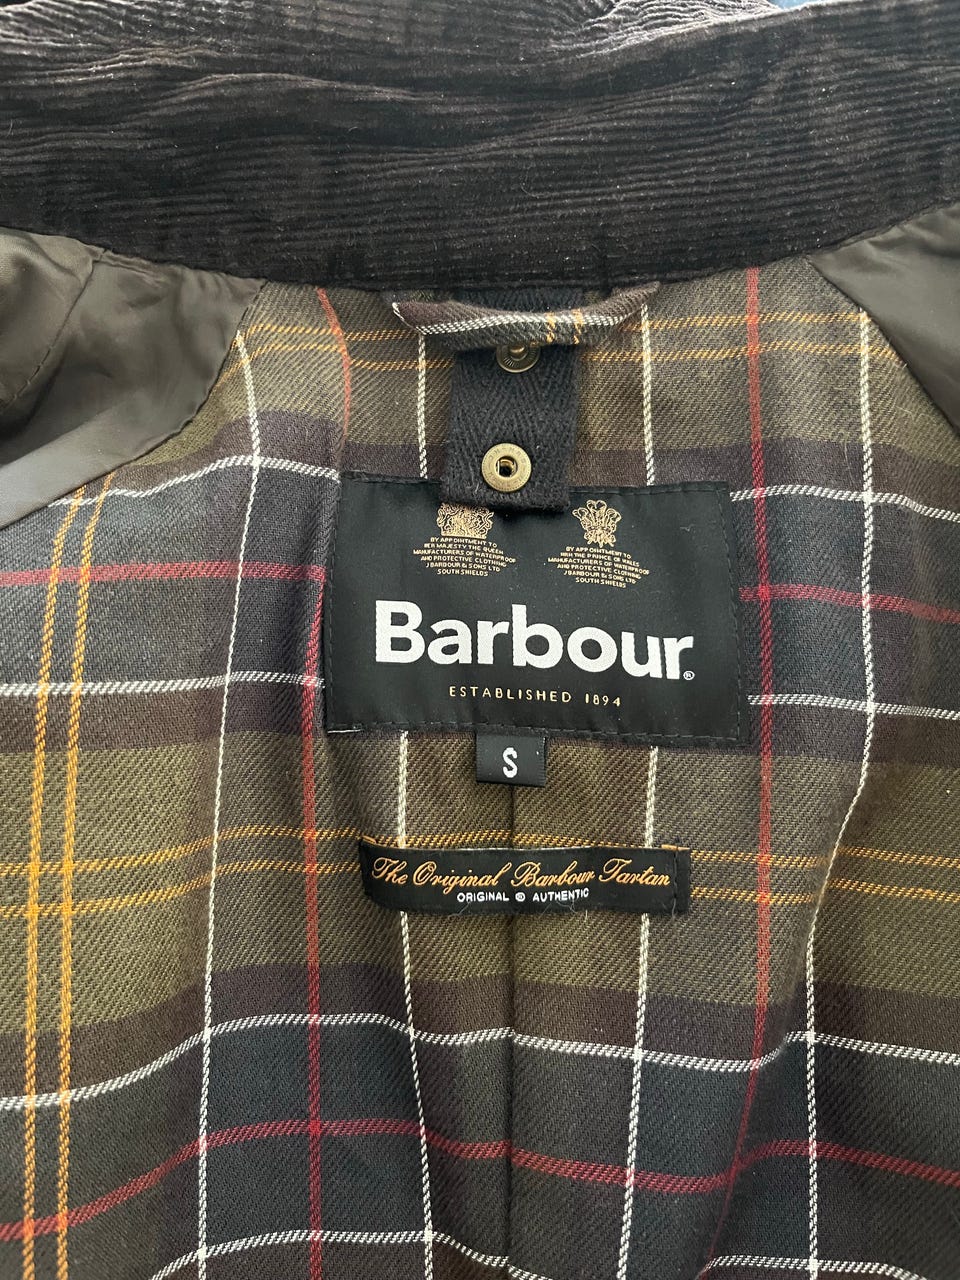 BY APPOINTMENT TO
HER MAJESTY THE QUEEN
MANUFACTURERS OF WATERPROOF
AND PROTECTIVE CLOTHING
J BARBOUR & SONS LTD
SOUTH SHIELDS
BY APPOINTMENT TO
HRH THE PRINCE OF WALES
MANUFACTURERS OF WATERPROOF
AND PROTECTIVE CLOTHING
J BARBOUR & SONS LTD
SOUTH SHIELDS
Barbour®
ESTABLISHED 1894
S
The Original Barbour Tartan
ORIGINAL ® AUTHENTIC